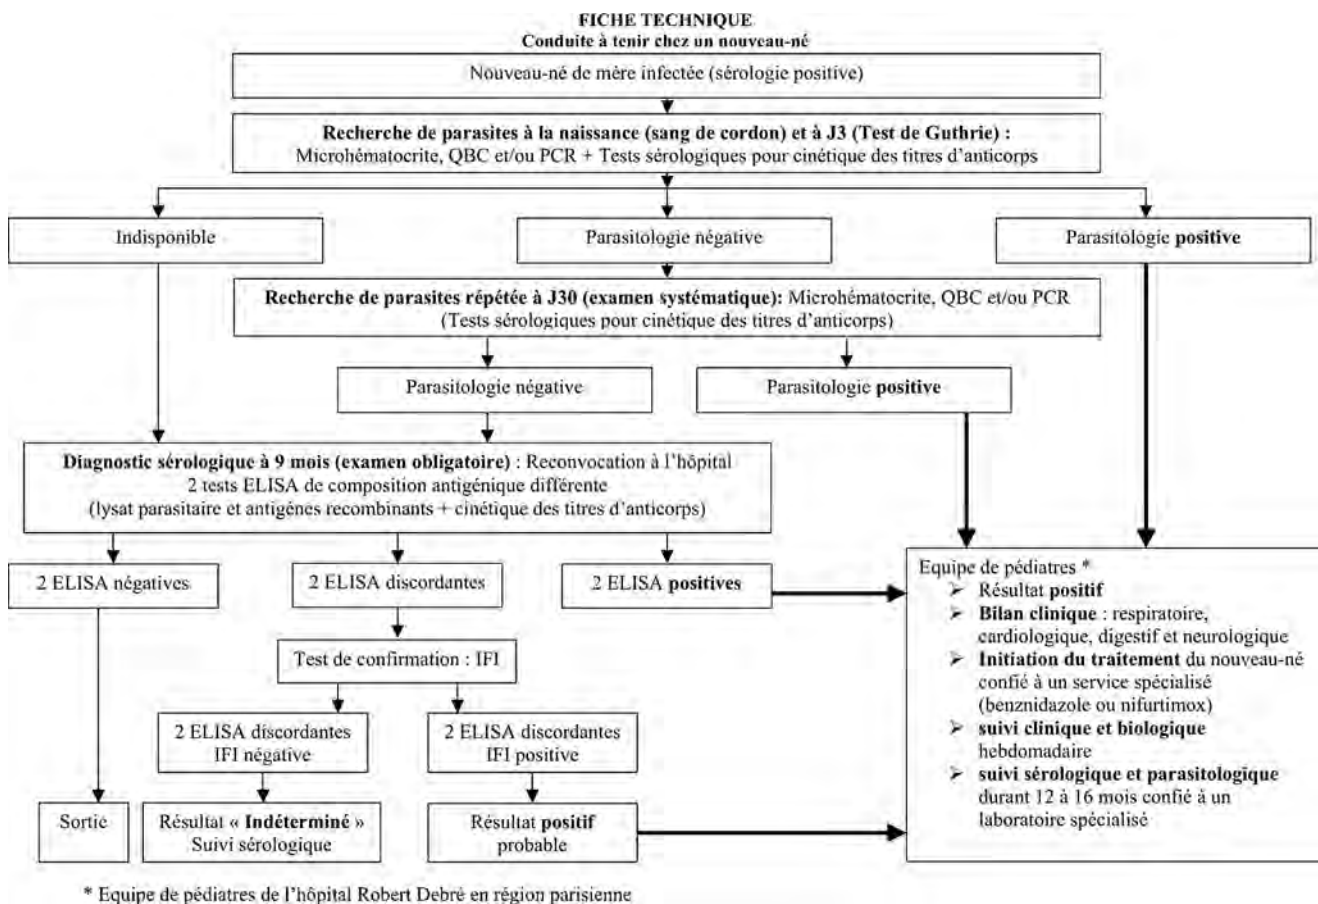 FICHE TECHNIQUE
Conduite à tenir chez un nouveau-né
Nouveau-né de mère infectée (sérologie positive)
Recherche de parasites à la naissance (sang de cordon) et à J3 (Test de Guthrie) :
Microhématocrite, QBC et/ou PCR + Tests sérologiques pour cinétique des titres d'anticorps
Indisponible
Parasitologie négative
Parasitologie positive
Recherche de parasites répétée à J30 (examen systématique): Microhématocrite, QBC et/ou PCR
(Tests sérologiques pour cinétique des titres d'anticorps)
Parasitologie négative
Parasitologie positive
Diagnostic sérologique à 9 mois (examen obligatoire) : Reconvocation à l'hôpital
2 tests ELISA de composition antigénique différente
(lysat parasitaire et antigènes recombinants + cinétique des titres d'anticorps)
2 ELISA négatives
2 ELISA discordantes
2 ELISA positives
Test de confirmation : IFI
2 ELISA discordantes
IFI négative
2 ELISA discordantes
IFI positive
Sortie
Résultat « Indéterminé »
Suivi sérologique
Résultat positif
probable
Equipe de pédiatres *
➢ Résultat positif
➢ Bilan clinique : respiratoire,
cardiologique, digestif et neurologique
➢ Initiation du traitement du nouveau-né
confié à un service spécialisé
(benznidazole ou nifurtimox)
➢ suivi clinique et biologique
hebdomadaire
➢ suivi sérologique et parasitologique
durant 12 à 16 mois confié à un
laboratoire spécialisé
* Equipe de pédiatres de l'hôpital Robert Debré en région parisienne